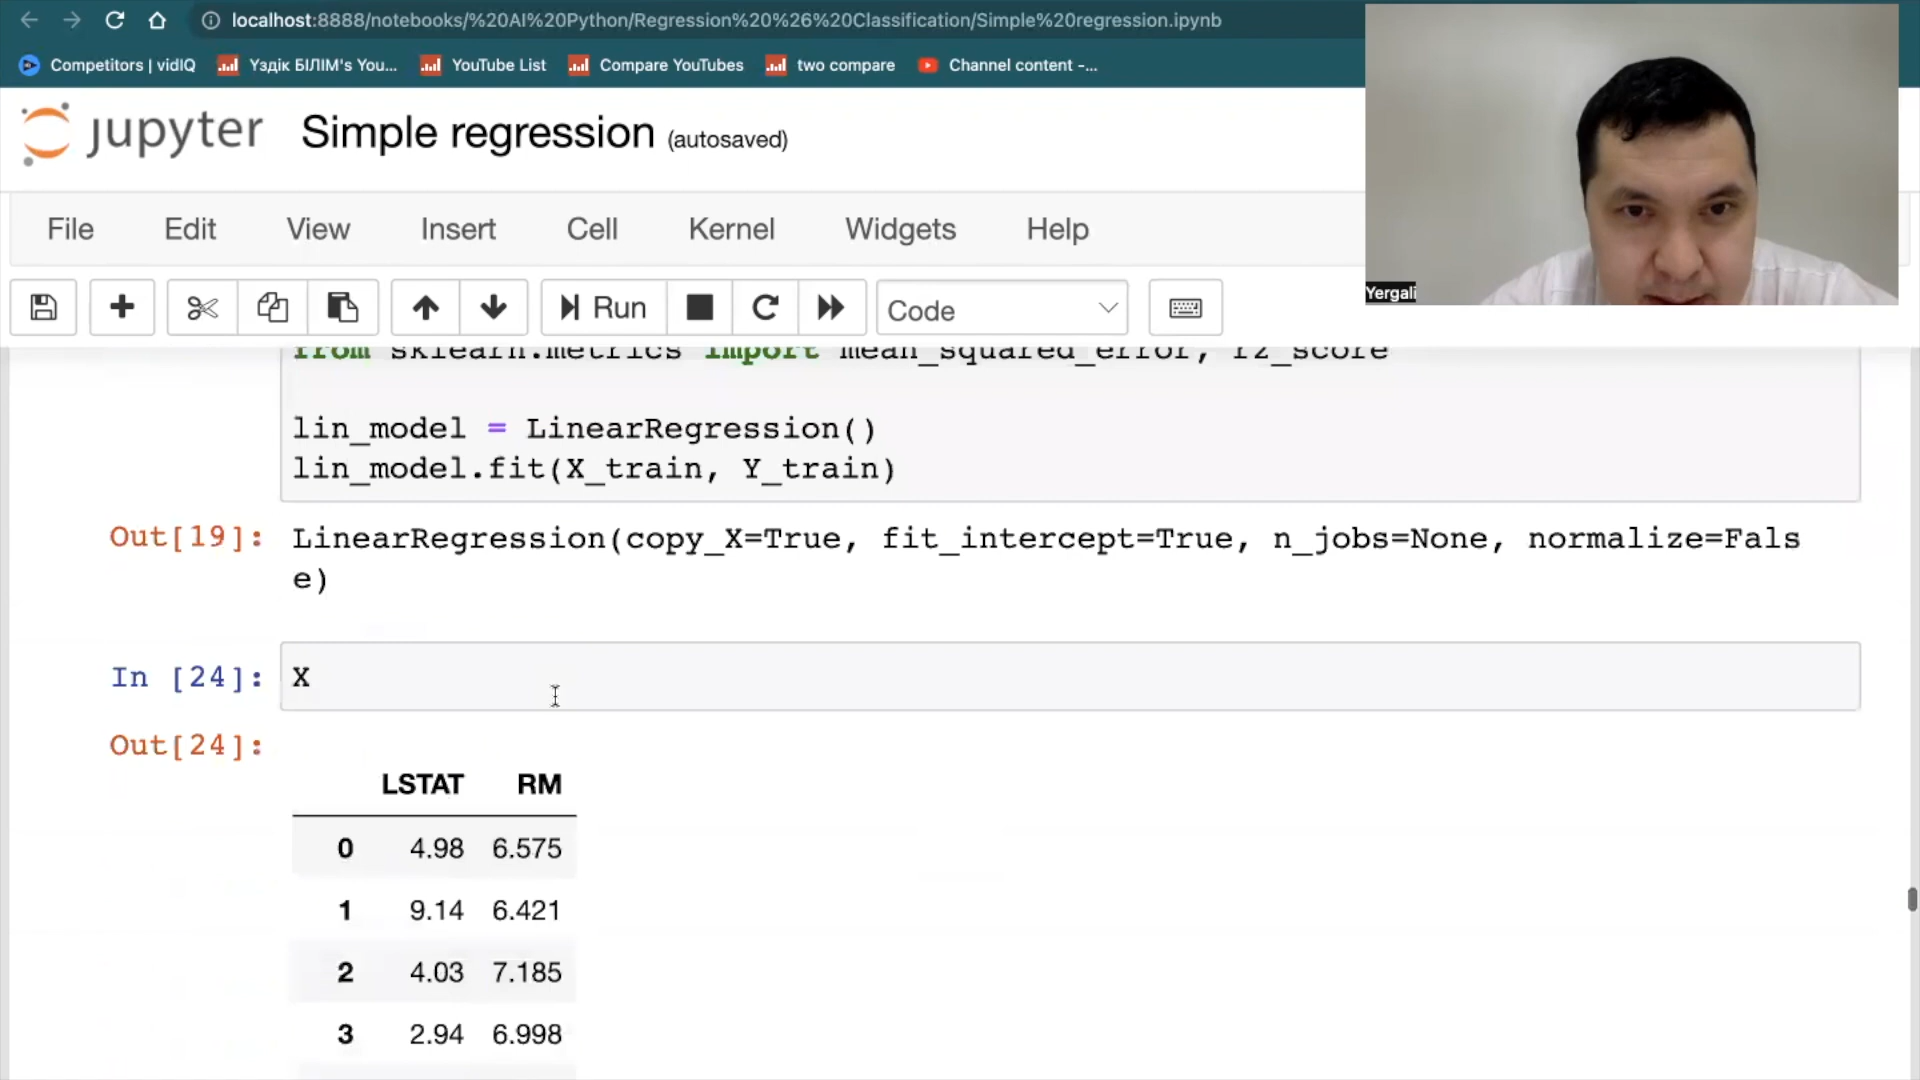 localhost:8888/notebooks/%20AI%20Python/Regression%20%26%20Classification/Simple%20regression.ipynb
Competitors | vidIQ
Үздік БІЛІМ's You...
YouTube List
Compare YouTubes
two compare
Channel content -...
jupyter
Simple regression (autosaved)
File Edit View Insert Cell Kernel Widgets Help
Run
Code
Yergali
from sklearn.metrics import mean_squared_error, r2_score
lin_model = LinearRegression()
lin_model.fit(X_train, Y_train)
Out[19]: LinearRegression(copy_X=True, fit_intercept=True, n_jobs=None, normalize=Fals
e)
In [24]: X
Out[24]:
LSTAT RM
0 4.98 6.575
1 9.14 6.421
2 4.03 7.185
3 2.94 6.998